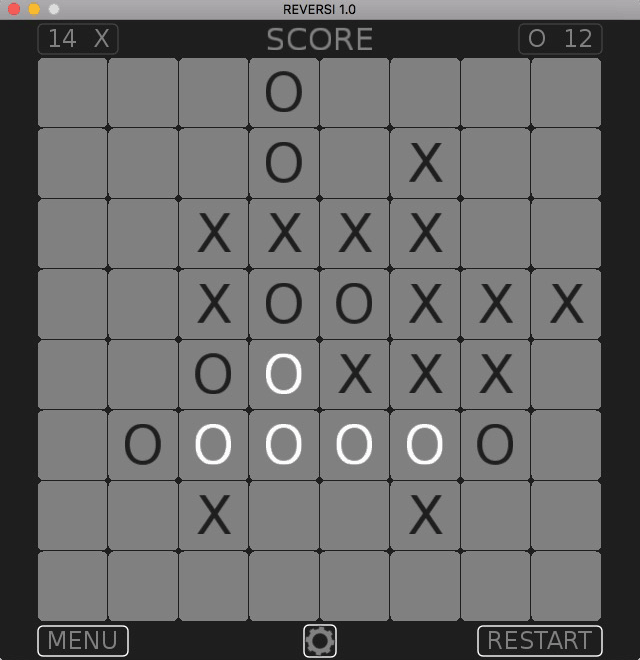 REVERSI 1.0
14 X SCORE O 12
O
O X
X X X X
X O O X X X
O O X X X
O O O O O O
X X
MENU RESTART